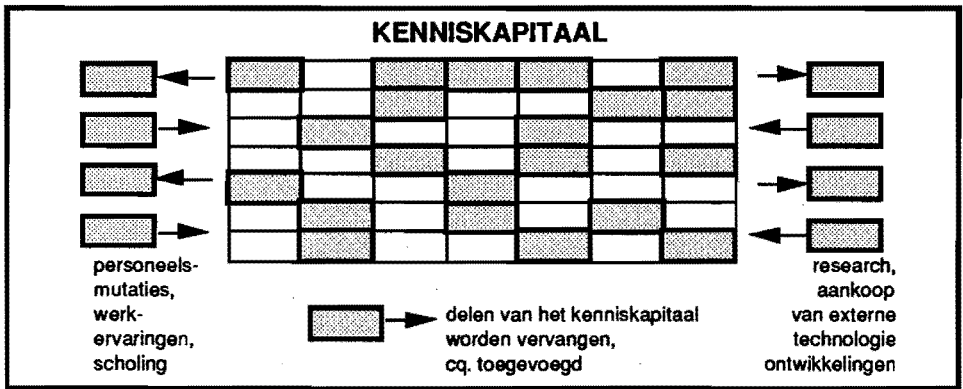 KENNISKAPITAAL
personeels-
mutaties,
werk-
ervaringen,
scholing
delen van het kenniskapitaal
worden vervangen,
cq. toegevoegd
research,
aankoop
van externe
technologie
ontwikkelingen